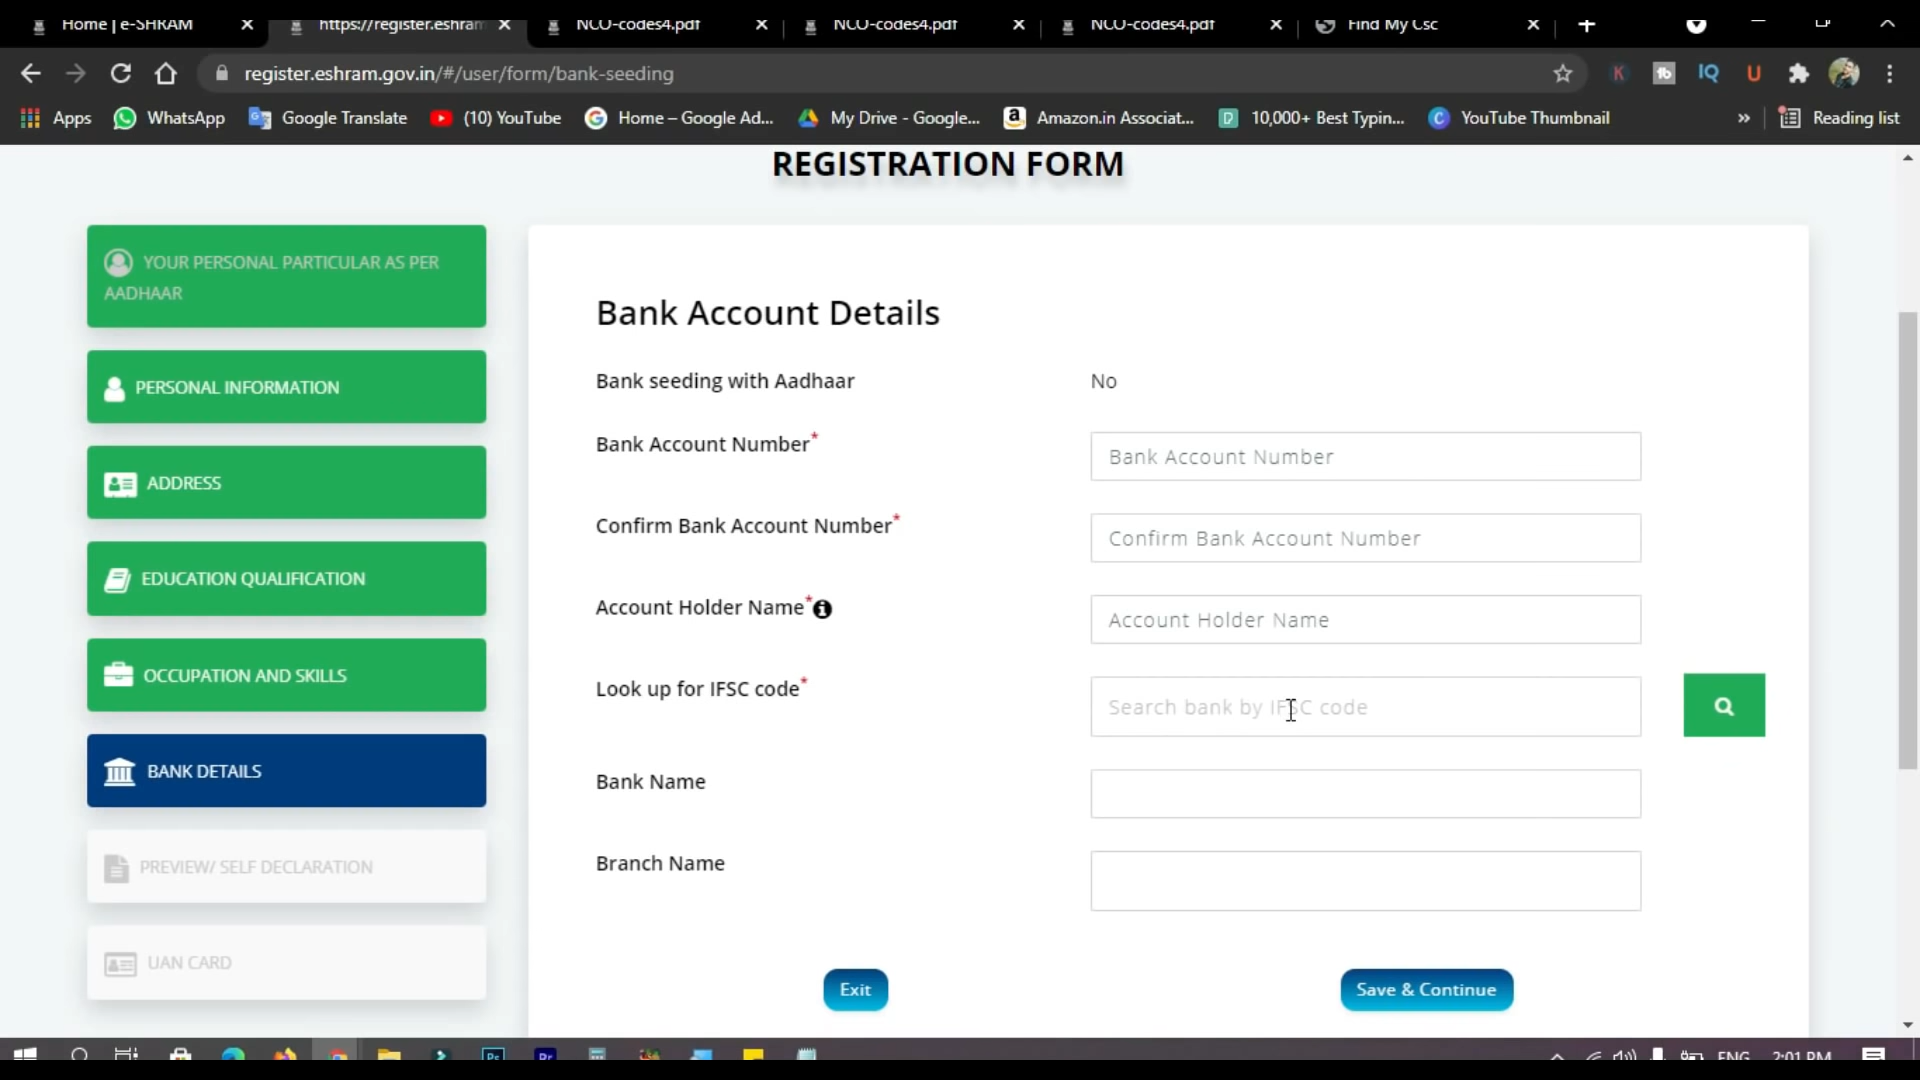 Home | e-SHRAM
https://register.eshram
NCO-codes4.pdf
NCO-codes4.pdf
NCO-codes4.pdf
Find My Csc
register.eshram.gov.in/#/user/form/bank-seeding
Apps
WhatsApp
Google Translate
(10) YouTube
Home – Google Ad...
My Drive - Google...
Amazon.in Associat...
10,000+ Best Typin...
YouTube Thumbnail
»
Reading list
REGISTRATION FORM
YOUR PERSONAL PARTICULAR AS PER
AADHAAR
PERSONAL INFORMATION
ADDRESS
EDUCATION QUALIFICATION
OCCUPATION AND SKILLS
BANK DETAILS
PREVIEW/ SELF DECLARATION
UAN CARD
Bank Account Details
Bank seeding with Aadhaar
No
Bank Account Number*
Bank Account Number
Confirm Bank Account Number*
Confirm Bank Account Number
Account Holder Name*
Account Holder Name
Look up for IFSC code*
Search bank by IFSC code
Bank Name
Branch Name
Exit
Save & Continue
ENG
2:01 PM